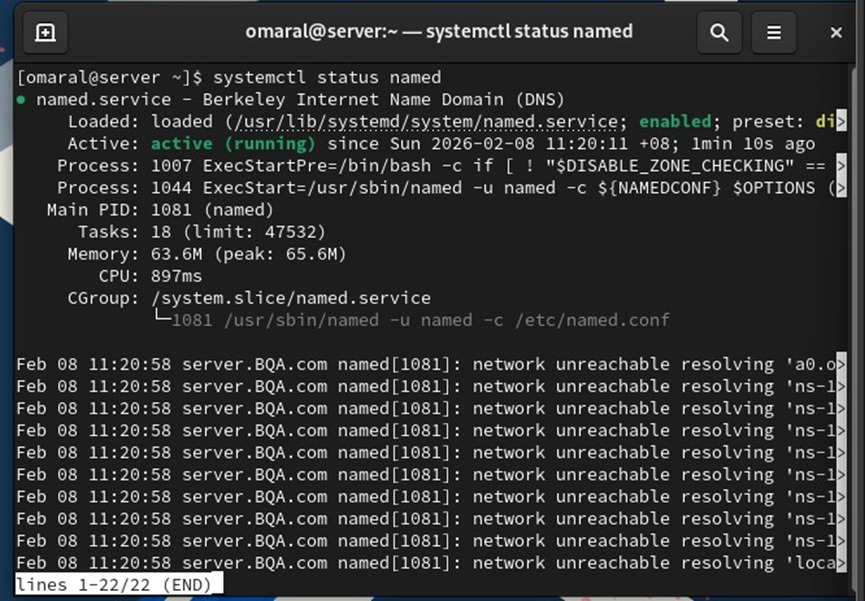 omaral@server:~ — systemctl status named
[omaral@server ~]$ systemctl status named
● named.service - Berkeley Internet Name Domain (DNS)
Loaded: loaded (/usr/lib/systemd/system/named.service; enabled; preset: di>
Active: active (running) since Sun 2026-02-08 11:20:11 +08; 1min 10s ago
Process: 1007 ExecStartPre=/bin/bash -c if [ ! "$DISABLE_ZONE_CHECKING" == >
Process: 1044 ExecStart=/usr/sbin/named -u named -c ${NAMEDCONF} $OPTIONS (>
Main PID: 1081 (named)
Tasks: 18 (limit: 47532)
Memory: 63.6M (peak: 65.6M)
CPU: 897ms
CGroup: /system.slice/named.service
└─1081 /usr/sbin/named -u named -c /etc/named.conf
Feb 08 11:20:58 server.BQA.com named[1081]: network unreachable resolving 'a0.o>
Feb 08 11:20:58 server.BQA.com named[1081]: network unreachable resolving 'ns-1>
Feb 08 11:20:58 server.BQA.com named[1081]: network unreachable resolving 'ns-1>
Feb 08 11:20:58 server.BQA.com named[1081]: network unreachable resolving 'ns-1>
Feb 08 11:20:58 server.BQA.com named[1081]: network unreachable resolving 'ns-1>
Feb 08 11:20:58 server.BQA.com named[1081]: network unreachable resolving 'ns-1>
Feb 08 11:20:58 server.BQA.com named[1081]: network unreachable resolving 'ns-1>
Feb 08 11:20:58 server.BQA.com named[1081]: network unreachable resolving 'ns-1>
Feb 08 11:20:58 server.BQA.com named[1081]: network unreachable resolving 'ns-1>
Feb 08 11:20:58 server.BQA.com named[1081]: network unreachable resolving 'loca>
lines 1-22/22 (END)